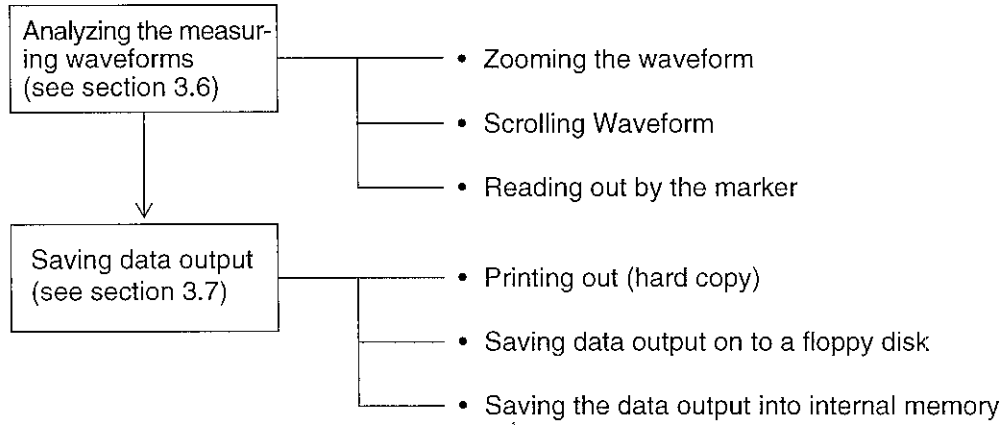 Analyzing the measur-
ing waveforms
(see section 3.6)
• Zooming the waveform
• Scrolling Waveform
• Reading out by the marker
Saving data output
(see section 3.7)
• Printing out (hard copy)
• Saving data output on to a floppy disk
• Saving the data output into internal memory